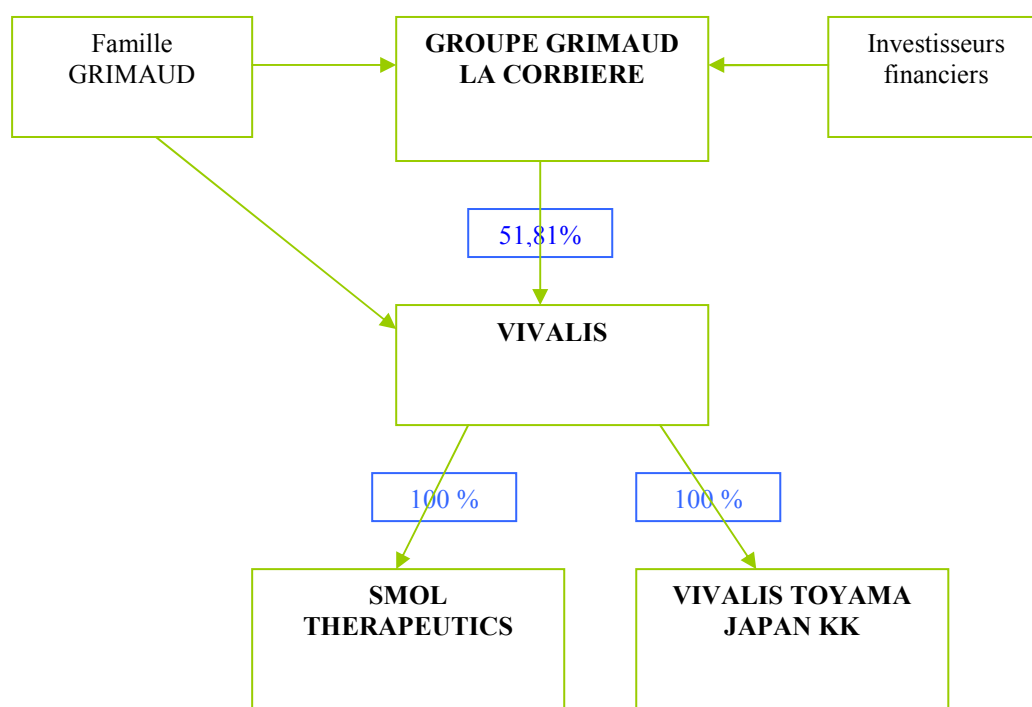 Famille
GRIMAUD
GROUPE GRIMAUD
LA CORBIERE
Investisseurs
financiers
51,81%
VIVALIS
100 %
100 %
SMOL
THERAPEUTICS
VIVALIS TOYAMA
JAPAN KK